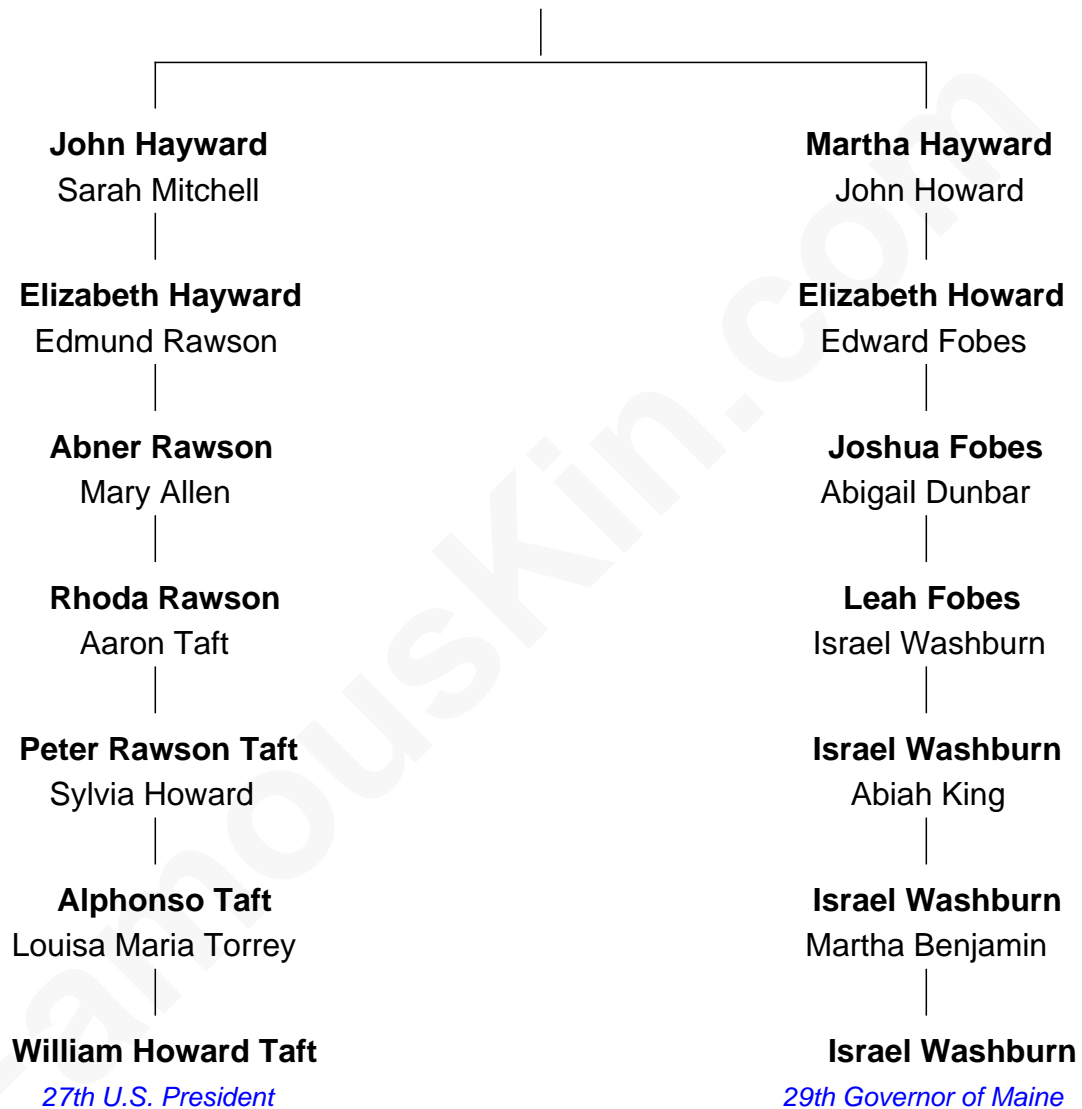 John Hayward
Sarah Mitchell
Elizabeth Hayward
Edmund Rawson
Abner Rawson
Mary Allen
Rhoda Rawson
Aaron Taft
Peter Rawson Taft
Sylvia Howard
Alphonso Taft
Louisa Maria Torrey
William Howard Taft
27th U.S. President
Martha Hayward
John Howard
Elizabeth Howard
Edward Fobes
Joshua Fobes
Abigail Dunbar
Leah Fobes
Israel Washburn
Israel Washburn
Abiah King
Israel Washburn
Martha Benjamin
Israel Washburn
29th Governor of Maine
FamousKin.com